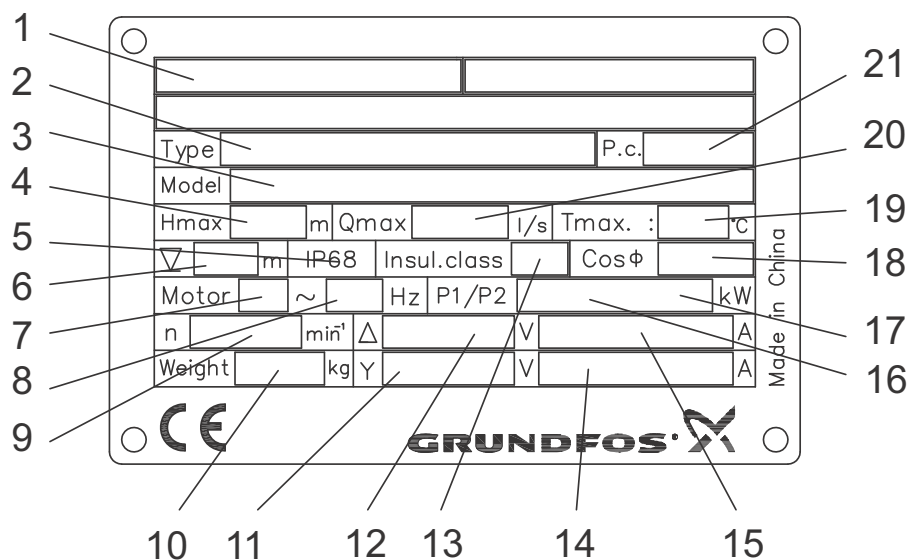 1
2
3
4
5
6
7
8
9
10
11
12
13
14
15
16
17
18
19
20
21
Type P.c.
Model
Hmax m Qmax l/s Tmax. : °C
▽ m IP68 Insul.class CosΦ
Motor ~ Hz P1/P2 kW
n min⁻¹ Δ V A
Weight kg Y V A
Made in China
CE
GRUNDFOS